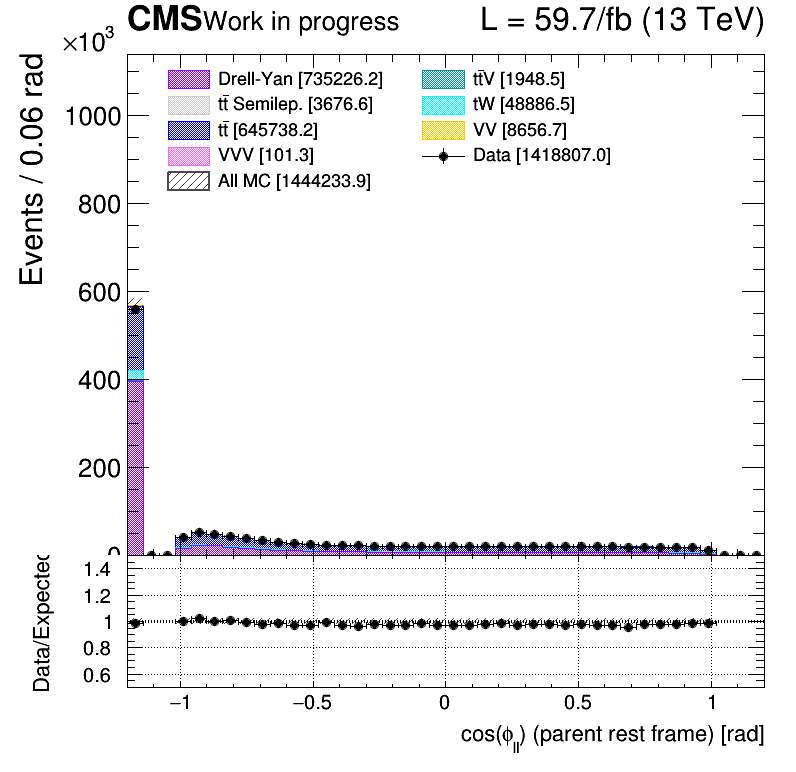 CMS Work in progress L = 59.7/fb (13 TeV)
×10³
Events / 0.06 rad
Drell-Yan [735226.2]
tt̄ Semilep. [3676.6]
tt̄ [645738.2]
VVV [101.3]
All MC [1444233.9]
tt̄V [1948.5]
tW [48886.5]
VV [8656.7]
Data [1418807.0]
1000
800
600
400
200
0
Data/Expected
1.4
1.2
1
0.8
0.6
−1 −0.5 0 0.5 1
cos(ϕ_ll) (parent rest frame) [rad]